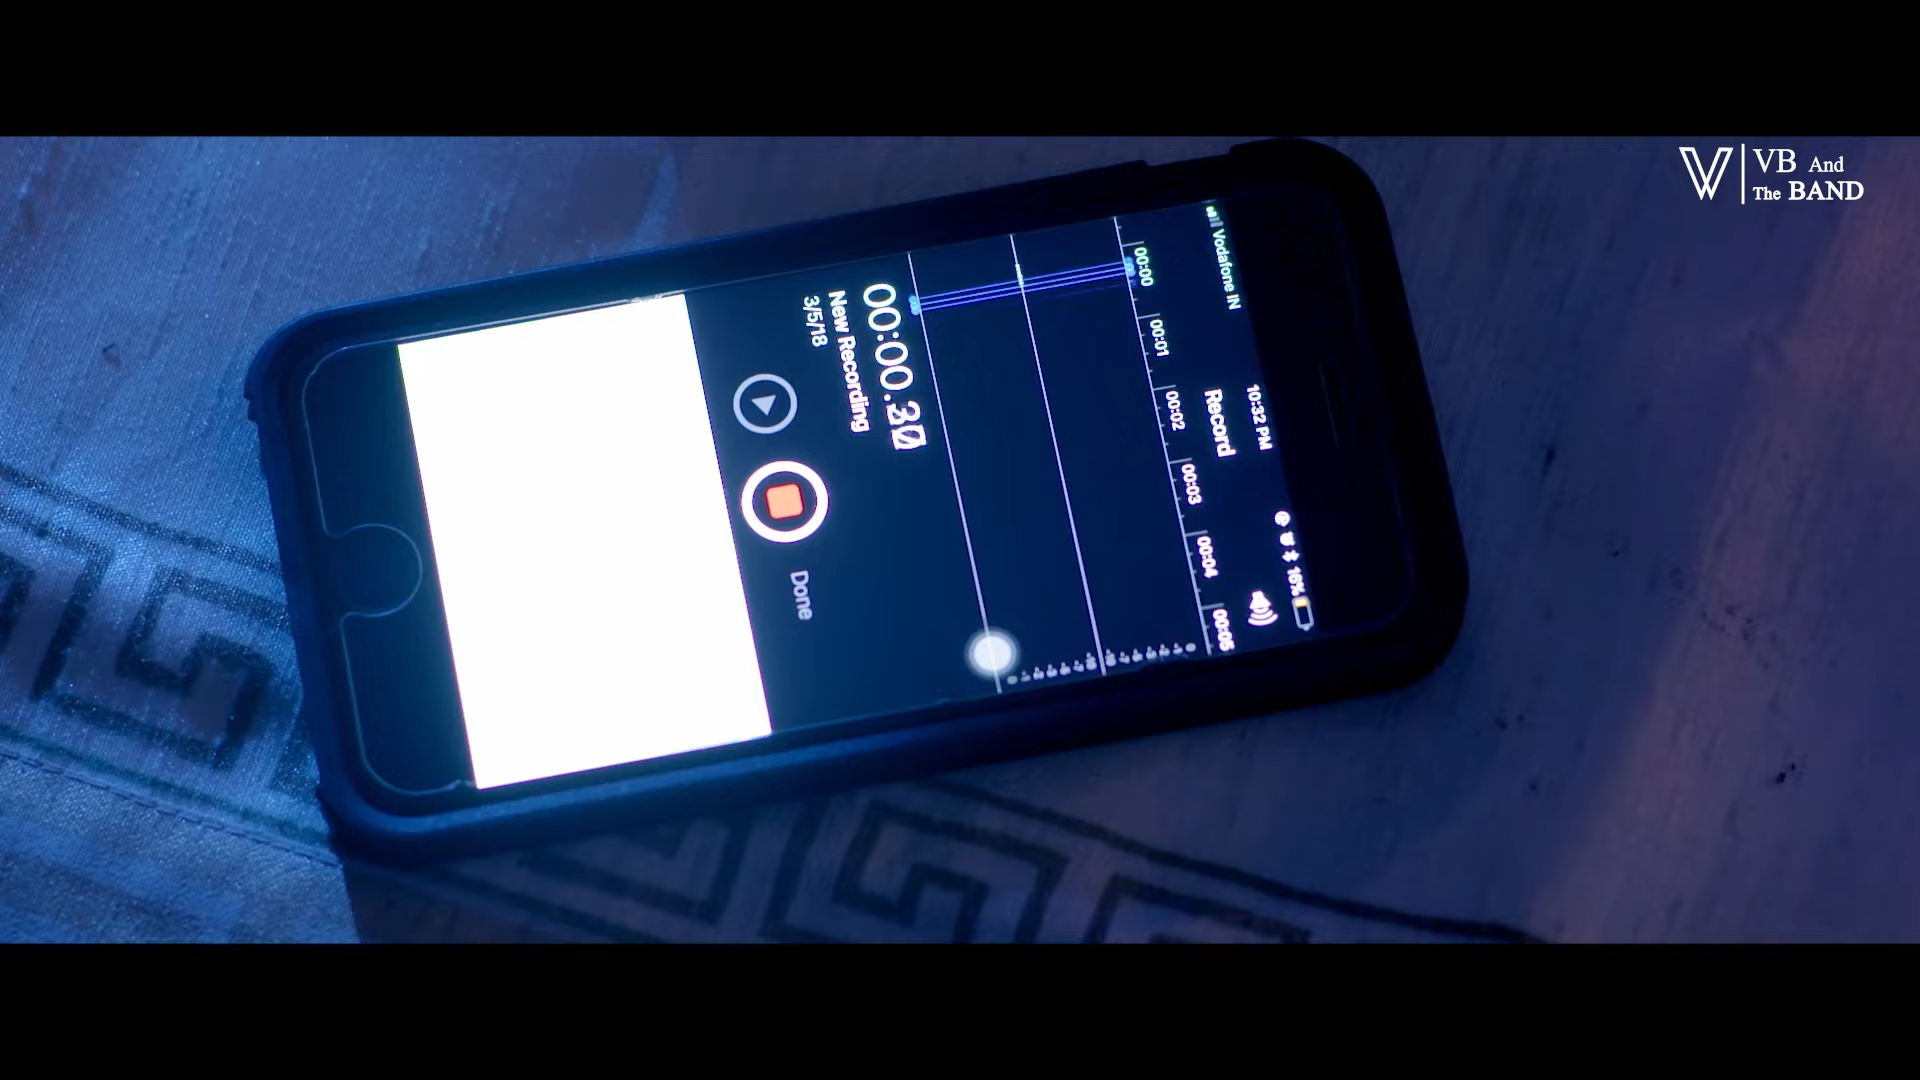 VB And
The BAND
Vodafone IN
10:32 PM
16%
Record
00:00 00:01 00:02 00:03 00:04 00:05
00:00.30
New Recording
3/5/18
Done